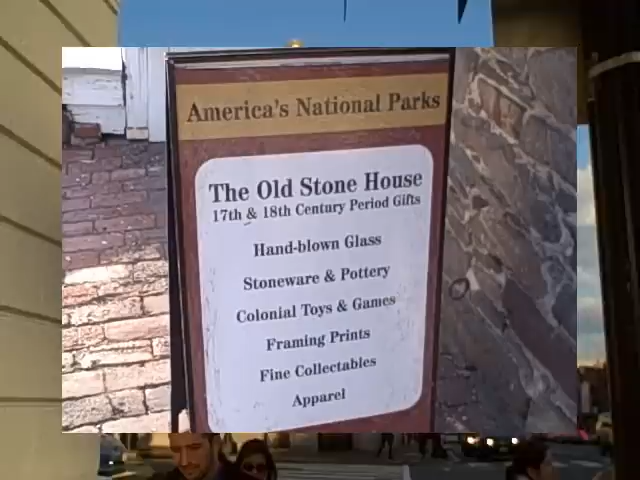 America's National Parks
The Old Stone House
17th & 18th Century Period Gifts
Hand-blown Glass
Stoneware & Pottery
Colonial Toys & Games
Framing Prints
Fine Collectables
Apparel